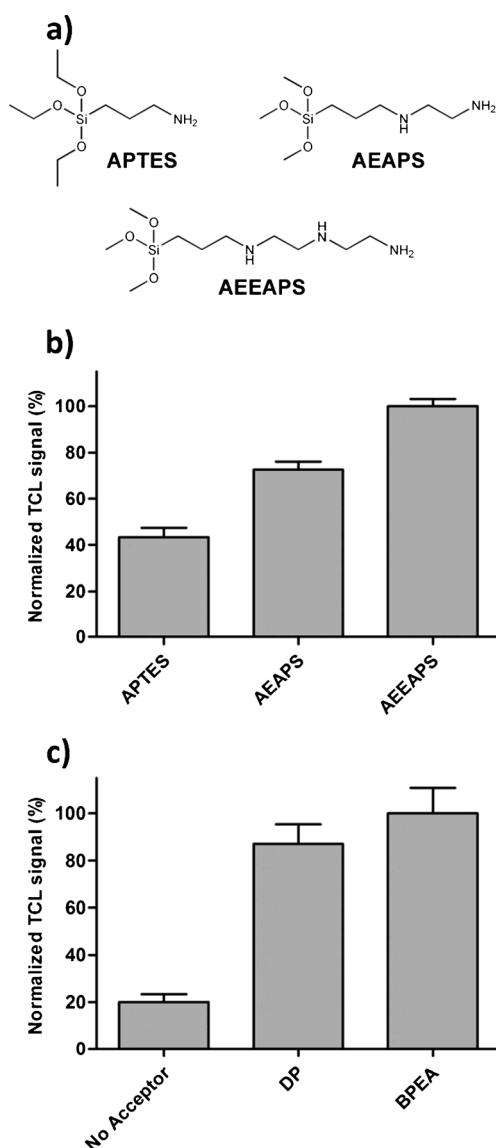 a)
O
O
Si
O
NH2
APTES
O
O
Si
O
N
H
NH2
AEAPS
O
O
Si
O
N
H
H
N
NH2
AEEAPS
b)
Normalized TCL signal (%)
100
80
60
40
20
0
APTES
AEAPS
AEEAPS
c)
Normalized TCL signal (%)
100
80
60
40
20
0
No Acceptor
DP
BPEA